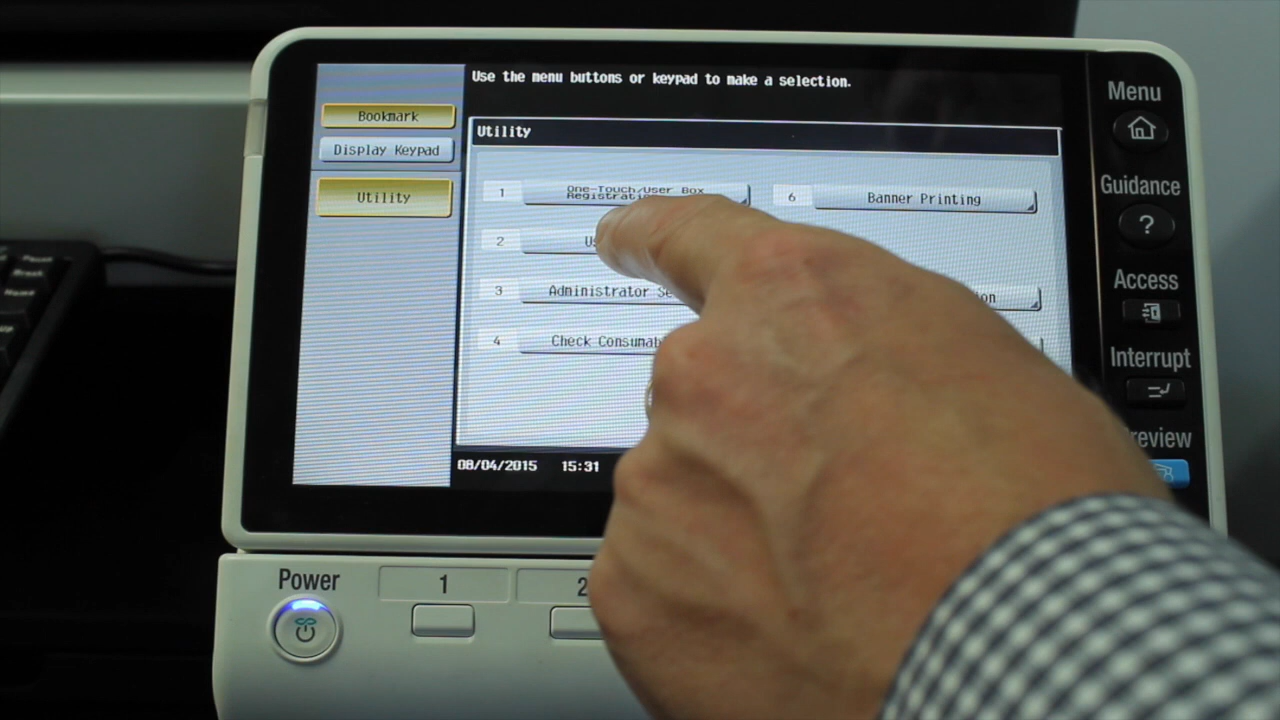 Use the menu buttons or keypad to make a selection.
Menu
Bookmark
Utility
Display Keypad
Guidance
?
Utility
1
One-Touch/User Box
Registration
6
Banner Printing
2
Access
3
Administrator
4
Check
Interrupt
08/04/2015
15:31
Power
1
2